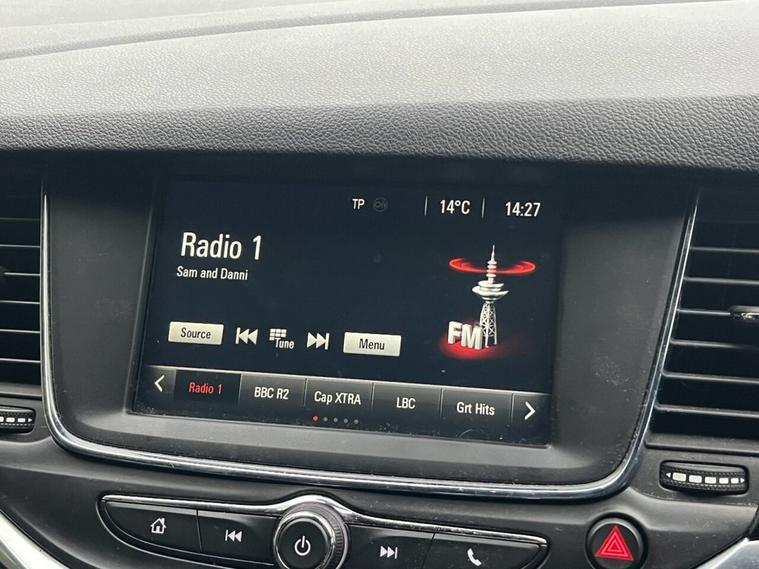 TP 14°C 14:27
Radio 1
Sam and Danni
FM
Source Tune Menu
Radio 1 BBC R2 Cap XTRA LBC Grt Hits